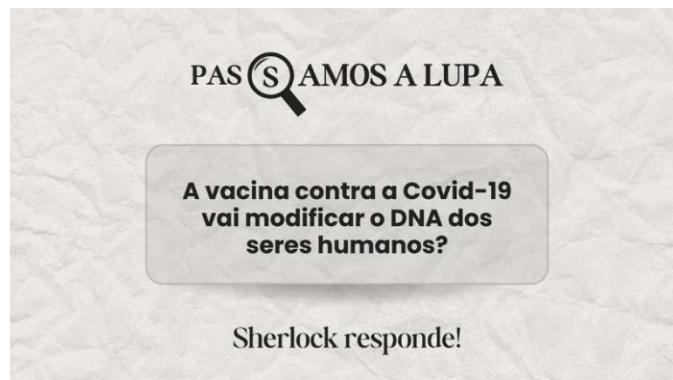 PASSAMOS A LUPA
A vacina contra a Covid-19
vai modificar o DNA dos
seres humanos?
Sherlock responde!